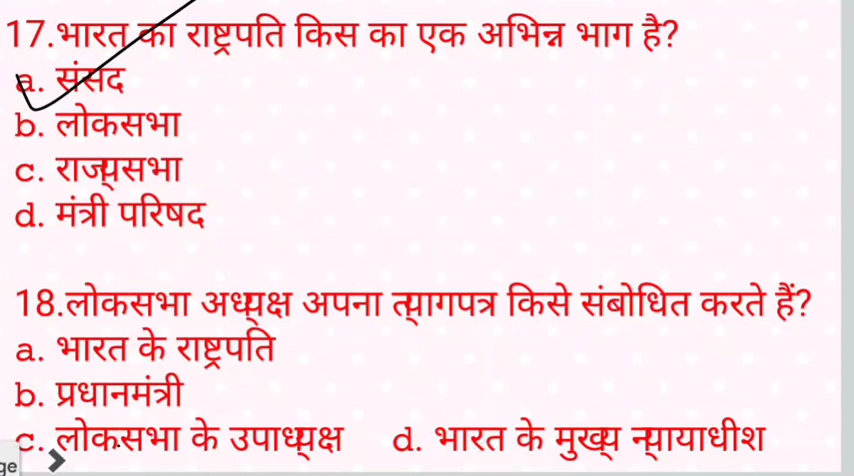 17.भारत का राष्ट्रपति किस का एक अभिन्न भाग है?
a. संसद
b. लोकसभा
c. राज्यसभा
d. मंत्री परिषद
18.लोकसभा अध्यक्ष अपना त्यागपत्र किसे संबोधित करते हैं?
a. भारत के राष्ट्रपति
b. प्रधानमंत्री
c. लोकसभा के उपाध्यक्ष d. भारत के मुख्य न्यायाधीश
ge